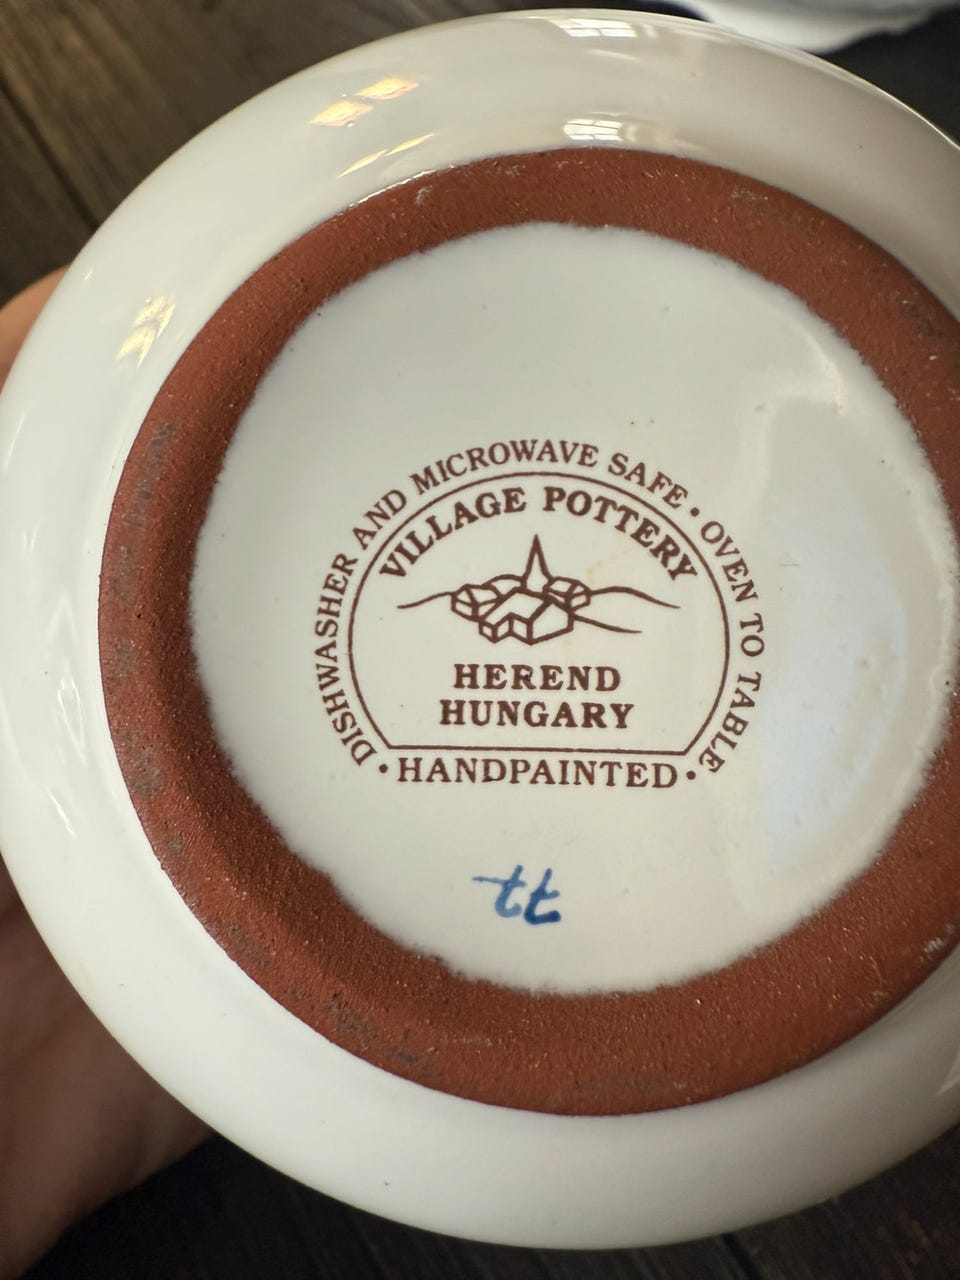 DISHWASHER AND MICROWAVE SAFE · OVEN TO TABLE
VILLAGE POTTERY
HEREND
HUNGARY
· HANDPAINTED ·